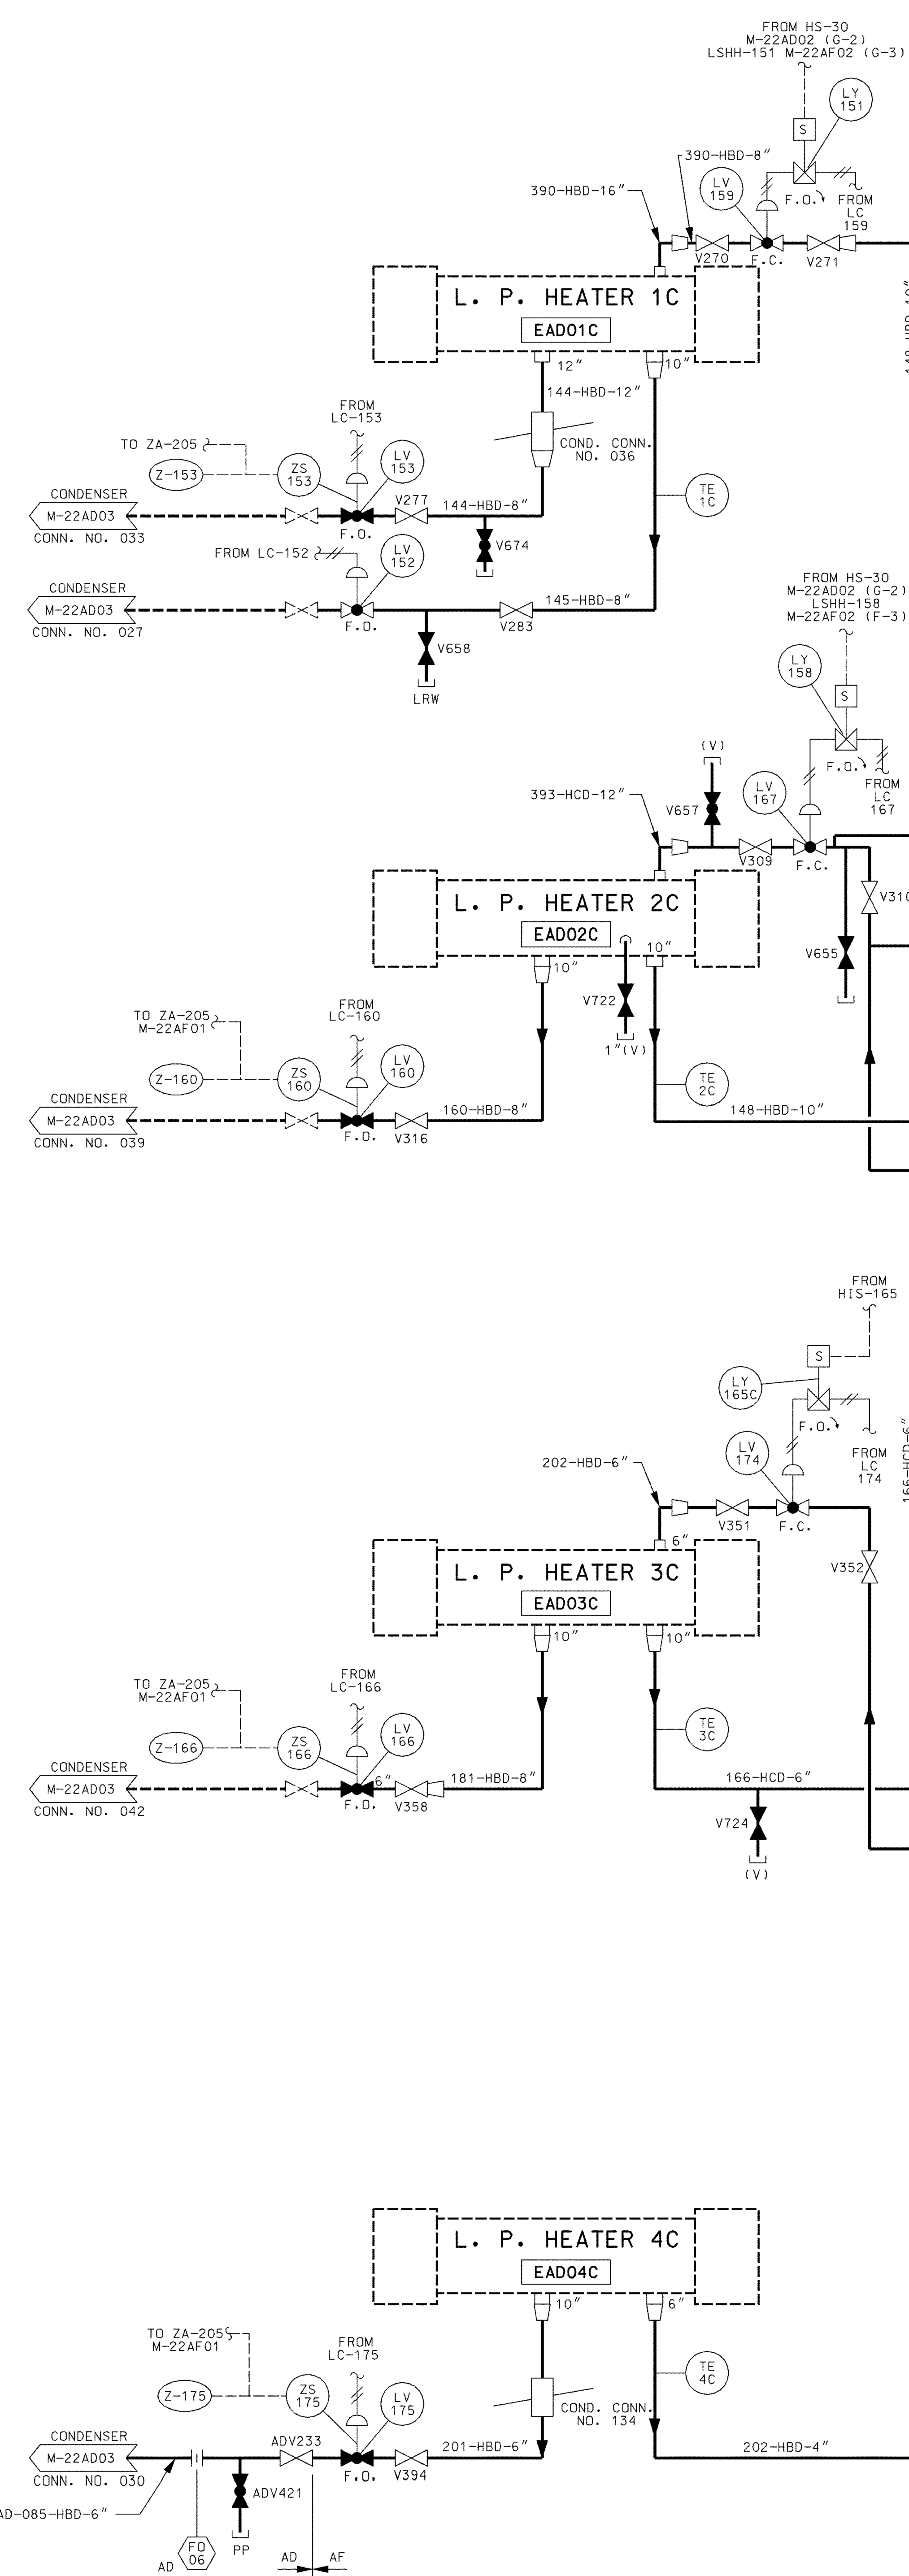 FROM HS-30
M-22AD02 (G-2)
LSHH-151 M-22AF02 (G-3)
LY
151
S
390-HBD-8"
LV
159
390-HBD-16"
F.O.
FROM
LC
159
V270
F.C.
V271
L. P. HEATER 1C
EAD01C
12"
10"
144-HBD-12"
FROM
LC-153
COND. CONN.
NO. 036
TO ZA-205
Z-153
ZS
153
LV
153
V277
144-HBD-8"
TE
1C
CONDENSER
M-22AD03
CONN. NO. 033
F.O.
V674
FROM LC-152
LV
152
CONDENSER
M-22AD03
CONN. NO. 027
F.O.
V283
145-HBD-8"
V658
LRW
FROM HS-30
M-22AD02 (G-2)
LSHH-158
M-22AF02 (F-3)
LY
158
S
(V)
F.O.
FROM
LC
167
393-HCD-12"
V657
LV
167
V309
F.C.
V310
V655
L. P. HEATER 2C
EAD02C
10"
10"
V722
1"(V)
TO ZA-205
M-22AF01
FROM
LC-160
Z-160
ZS
160
LV
160
TE
2C
CONDENSER
M-22AD03
CONN. NO. 039
F.O.
V316
160-HBD-8"
148-HBD-10"
FROM
HIS-165
S
LY
165C
F.O.
FROM
LC
174
166-HCD-6"
202-HBD-6"
LV
174
V351
F.C.
V352
6"
L. P. HEATER 3C
EAD03C
10"
10"
TO ZA-205
M-22AF01
FROM
LC-166
Z-166
ZS
166
LV
166
TE
3C
CONDENSER
M-22AD03
CONN. NO. 042
6"
F.O.
V358
181-HBD-8"
166-HCD-6"
V724
(V)
L. P. HEATER 4C
EAD04C
10"
6"
TO ZA-205
M-22AF01
FROM
LC-175
Z-175
ZS
175
LV
175
TE
4C
COND. CONN.
NO. 134
CONDENSER
M-22AD03
CONN. NO. 030
ADV233
F.O.
V394
201-HBD-6"
202-HBD-4"
AD-085-HBD-6"
ADV421
PP
FO
06
AD
AD
AF